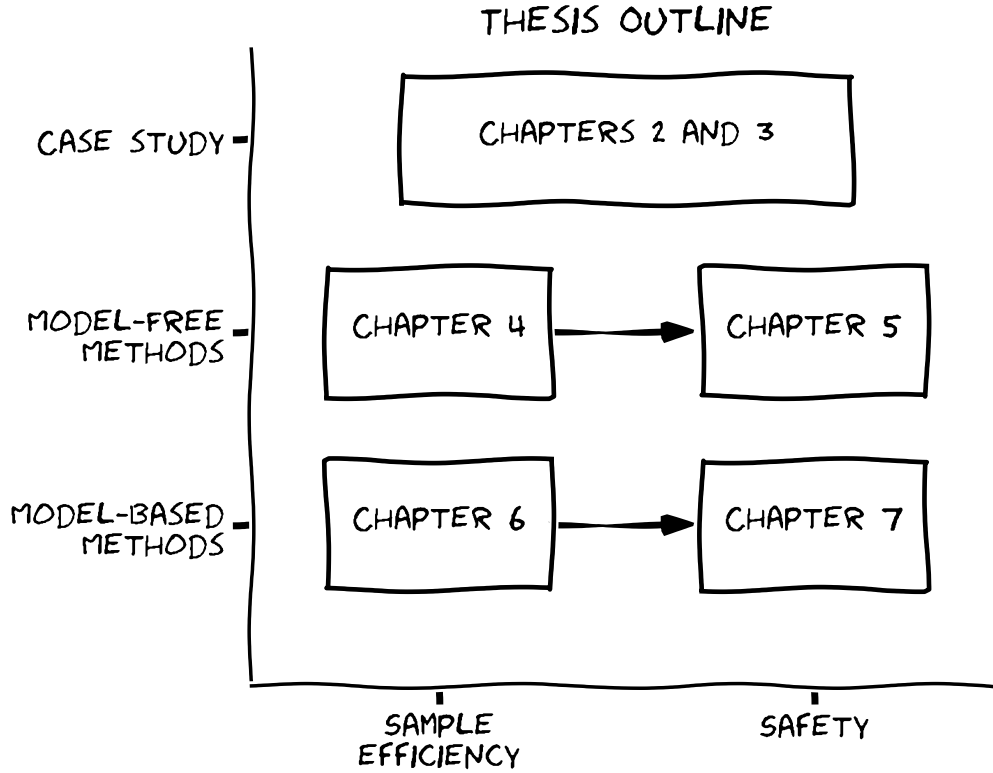 THESIS OUTLINE
CASE STUDY
CHAPTERS 2 AND 3
MODEL-FREE
METHODS
CHAPTER 4
CHAPTER 5
MODEL-BASED
METHODS
CHAPTER 6
CHAPTER 7
SAMPLE
EFFICIENCY
SAFETY